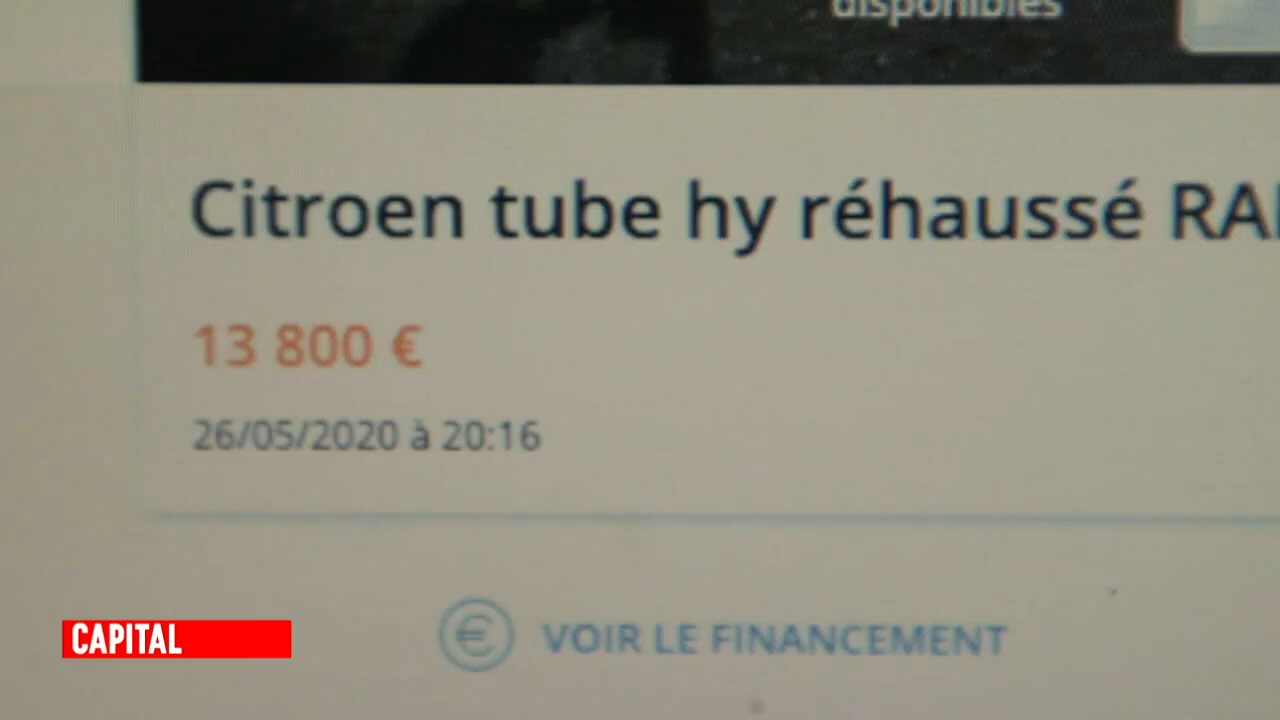 disponibles
Citroen tube hy réhaussé
13 800 €
26/05/2020 à 20:16
VOIR LE FINANCEMENT
CAPITAL